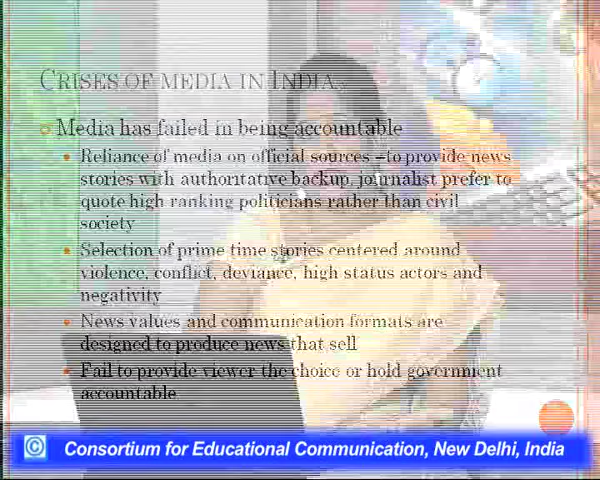 CRISES OF MEDIA IN INDIA
Media has failed in being accountable
Reliance of media on official sources –to provide news
stories with authoritative backup, journalist prefer to
quote high ranking politicians rather than civil
society
Selection of prime time stories centered around
violence, conflict, deviance, high status actors and
negativity
News values and communication formats are
designed to produce news that sell
Fail to provide viewer the choice or hold government
accountable
© Consortium for Educational Communication, New Delhi, India